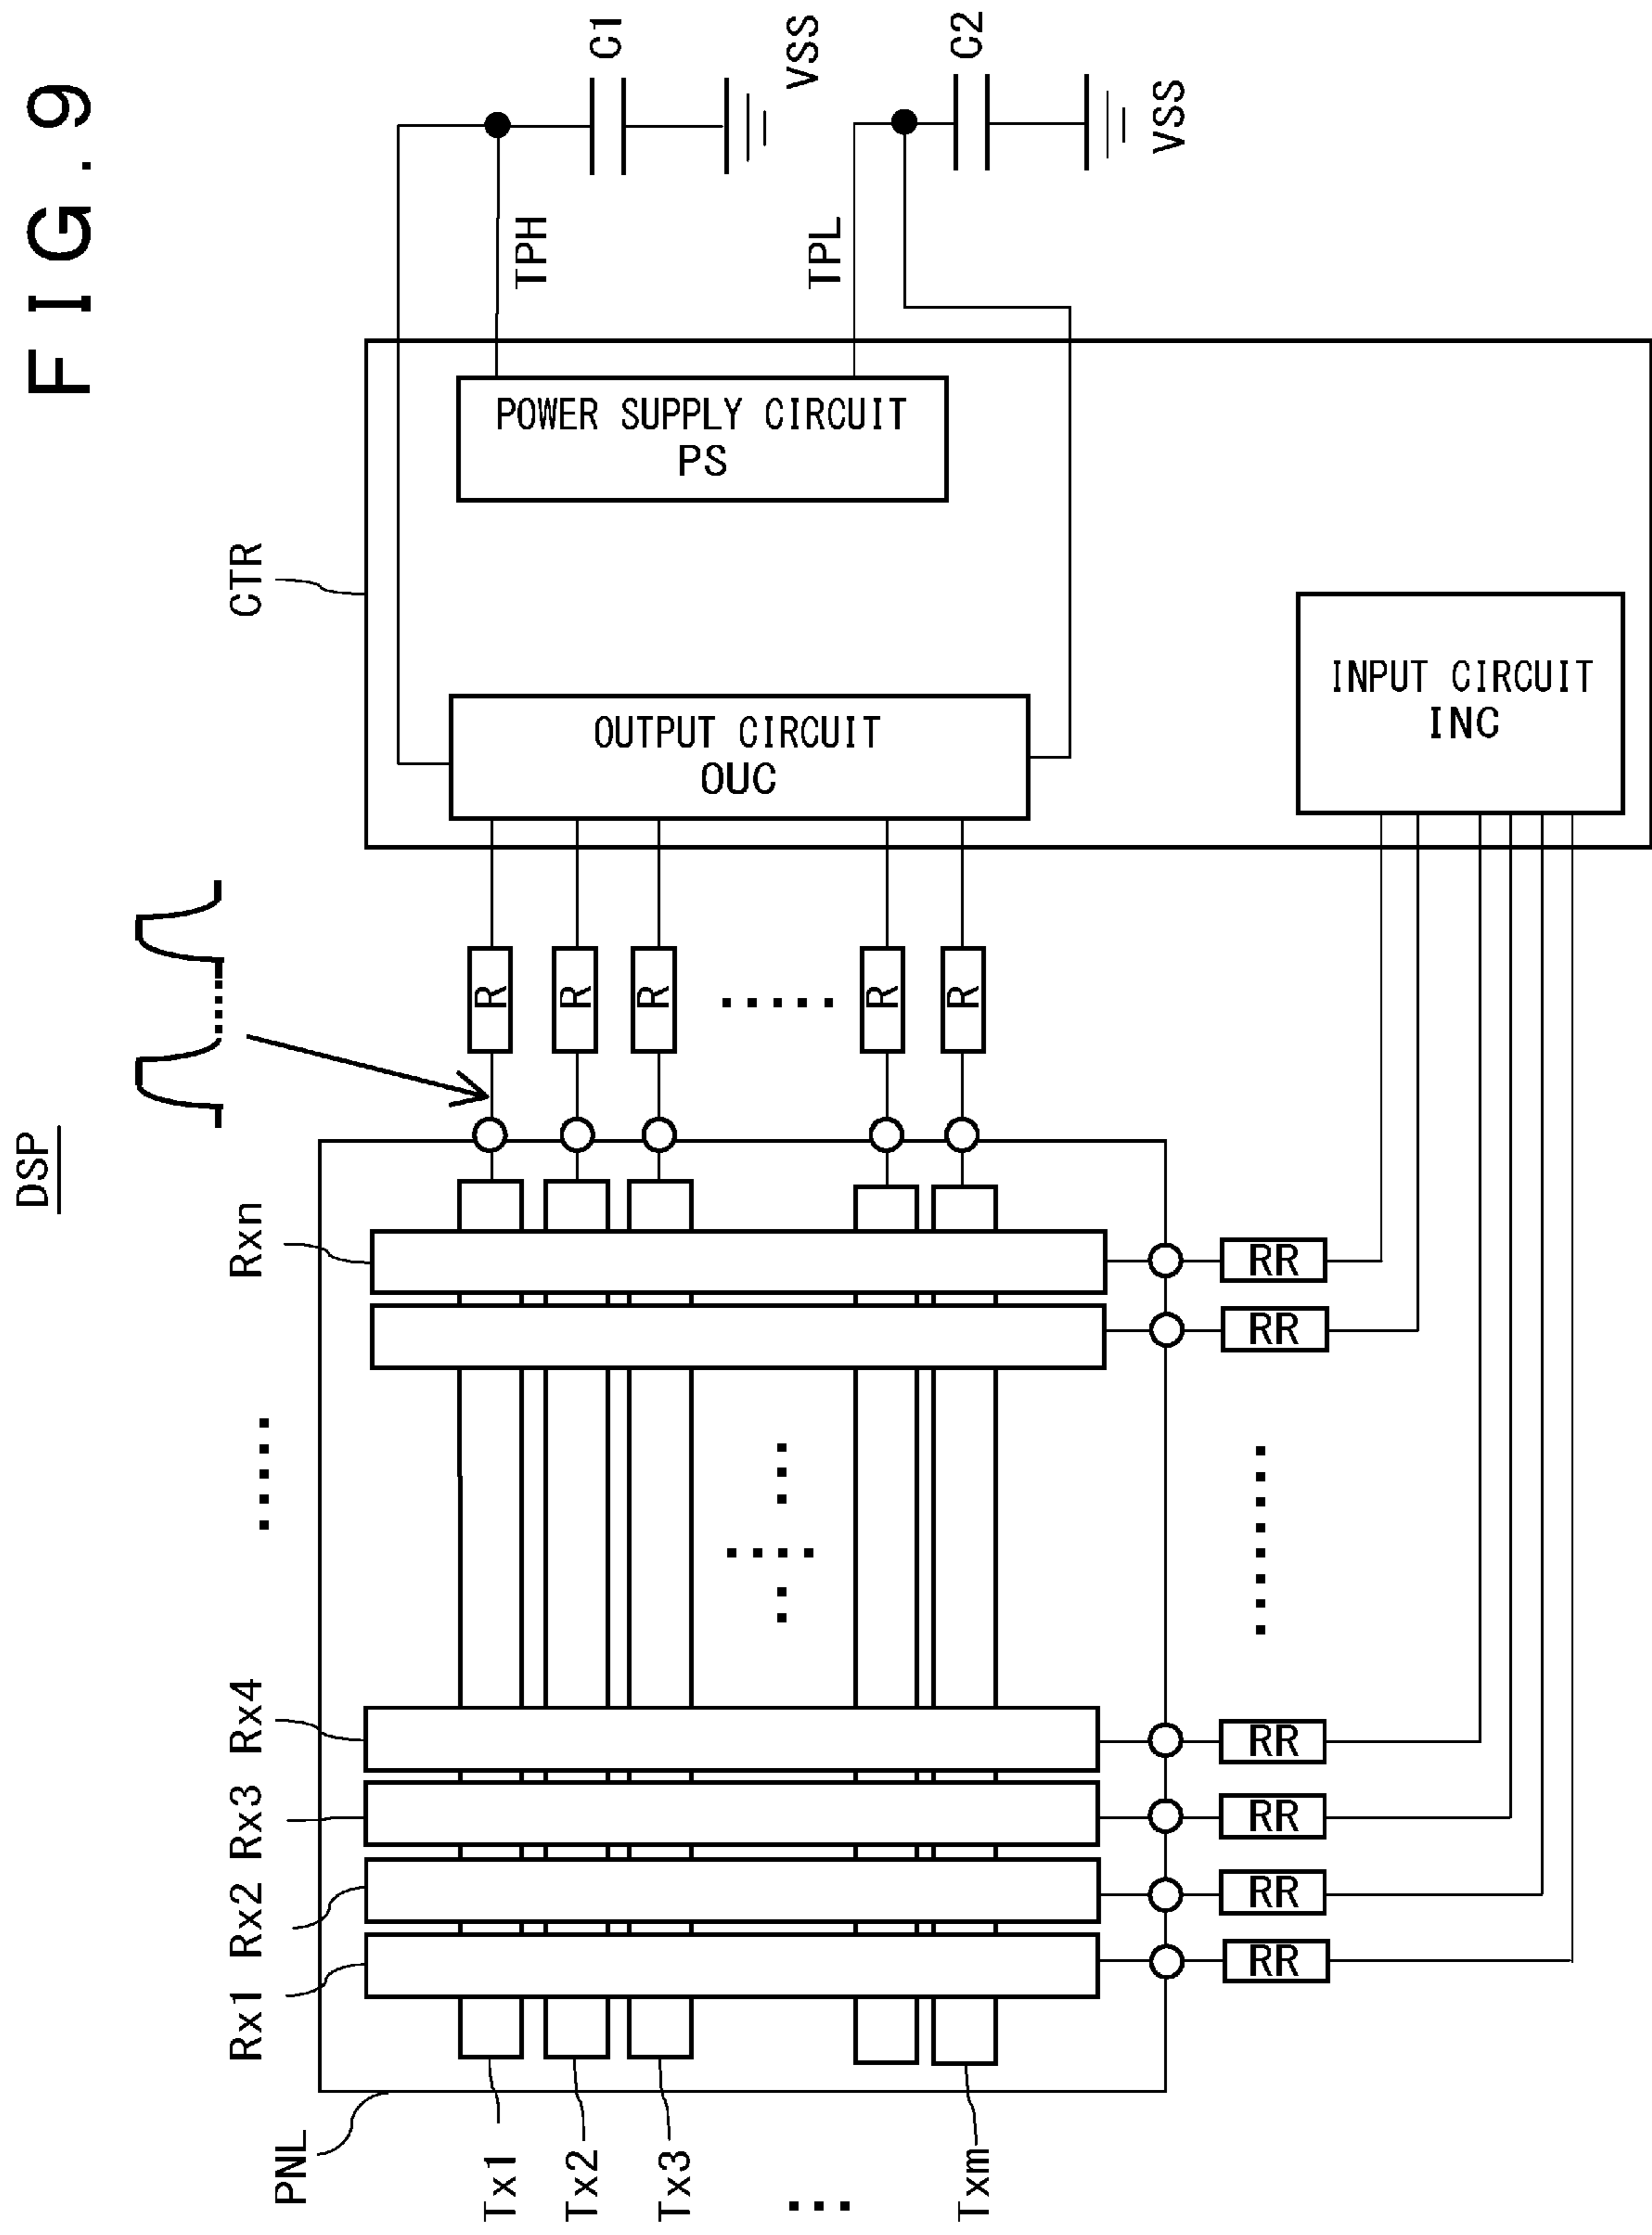 FIG. 9
DSP
CTR
POWER SUPPLY CIRCUIT
PS
TPH
TPL
C1
VSS
C2
VSS
OUTPUT CIRCUIT
OUC
INPUT CIRCUIT
INC
R
R
R
R
R
PNL
Rx1
Rx2
Rx3
Rx4
Rxn
Tx1
Tx2
Tx3
Txm
RR
RR
RR
RR
RR
RR